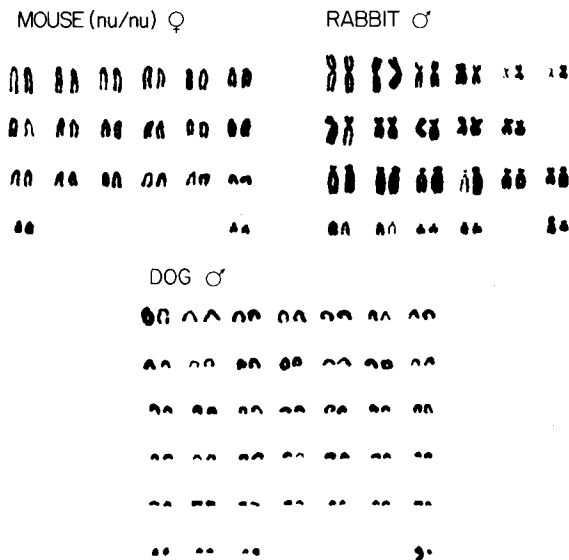 MOUSE (nu/nu) ♀
RABBIT ♂
DOG ♂